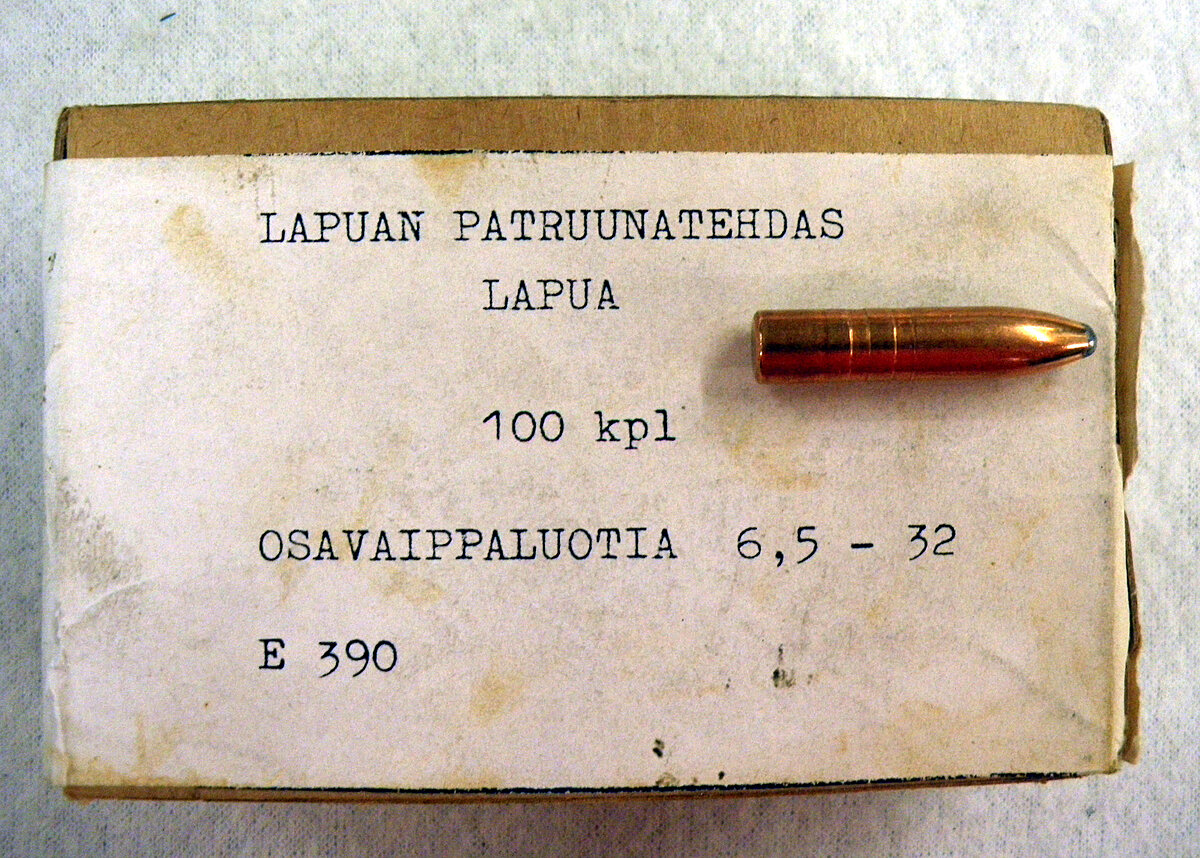 LAPUAN PATRUUNATEHDAS
LAPUA
100 kpl
OSAVAIPPALUOTIA 6,5 - 32
E 390